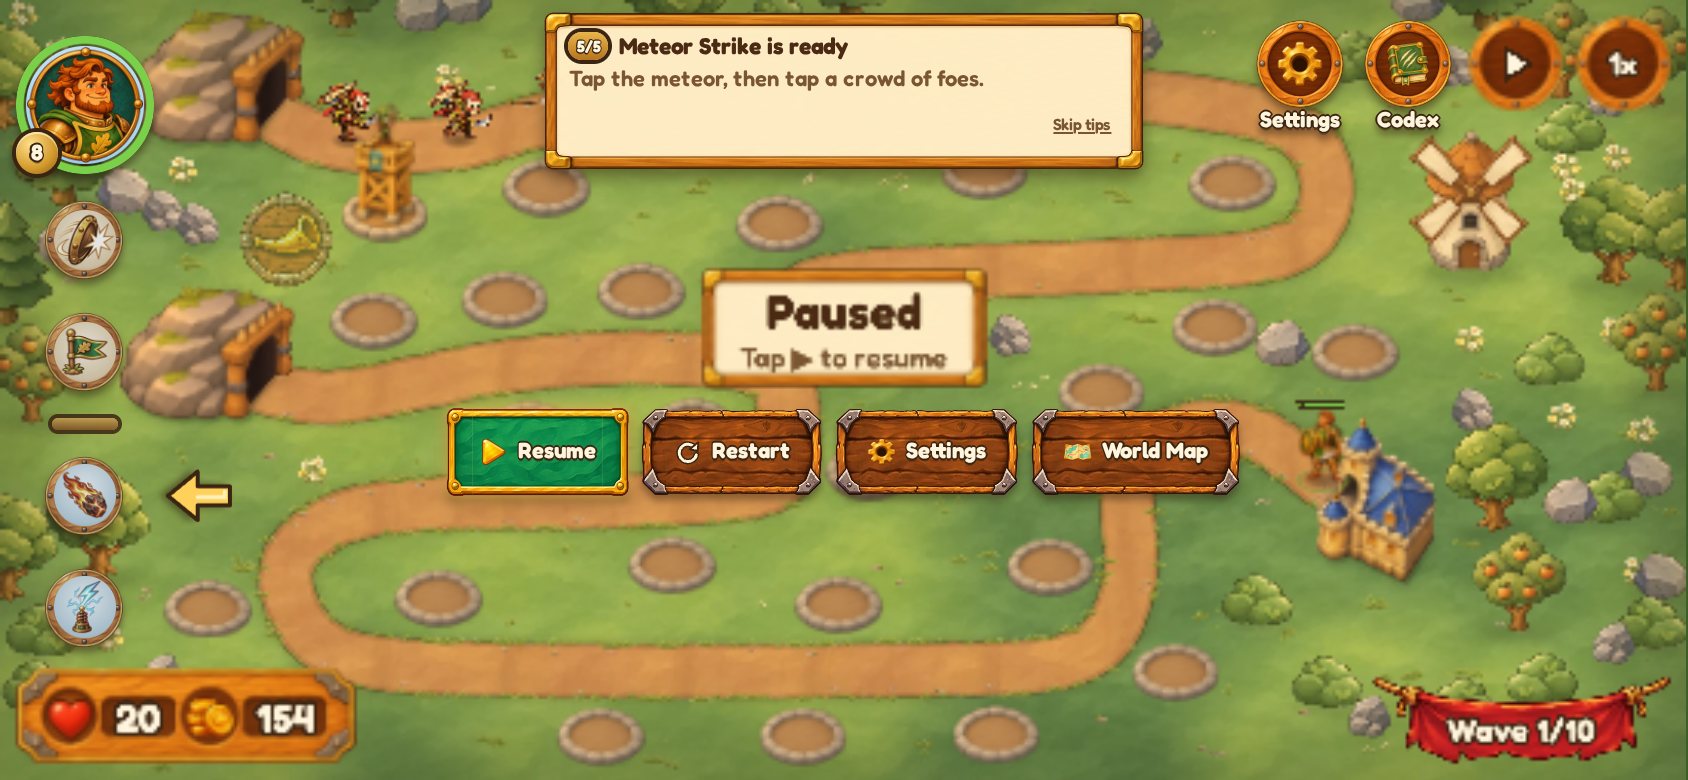 5/5 Meteor Strike is ready
Tap the meteor, then tap a crowd of foes.
Skip tips
Settings
Codex
1x
8
Paused
Tap ▶ to resume
Resume
Restart
Settings
World Map
20
154
Wave 1/10